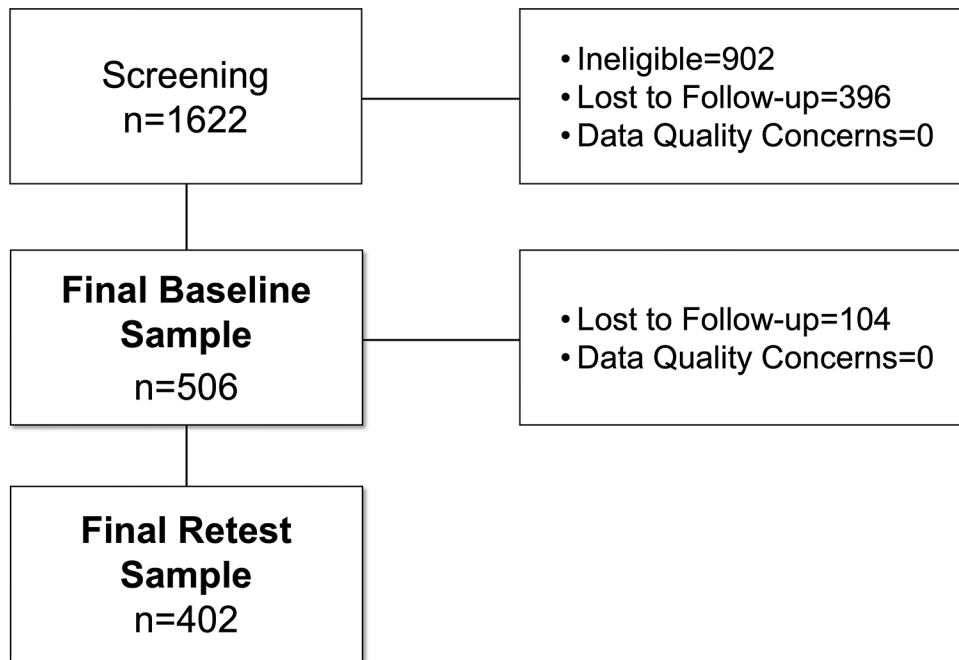 Screening
n=1622
• Ineligible=902
• Lost to Follow-up=396
• Data Quality Concerns=0
Final Baseline
Sample
n=506
• Lost to Follow-up=104
• Data Quality Concerns=0
Final Retest
Sample
n=402